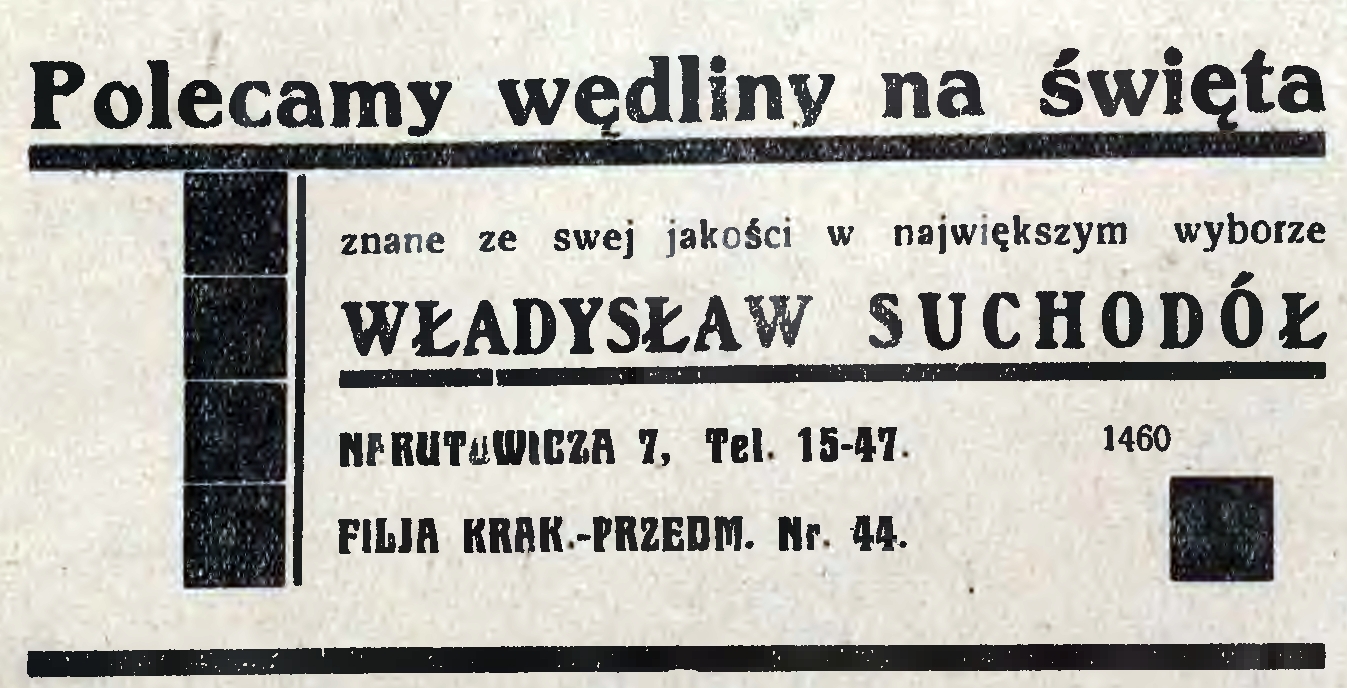 Polecamy wędliny na święta
znane ze swej jakości w największym wyborze
WŁADYSŁAW SUCHODÓŁ
NARUTOWICZA 7, Tel. 15-47. 1460
FILJA KRAK.-PRZEDM. Nr. 44.